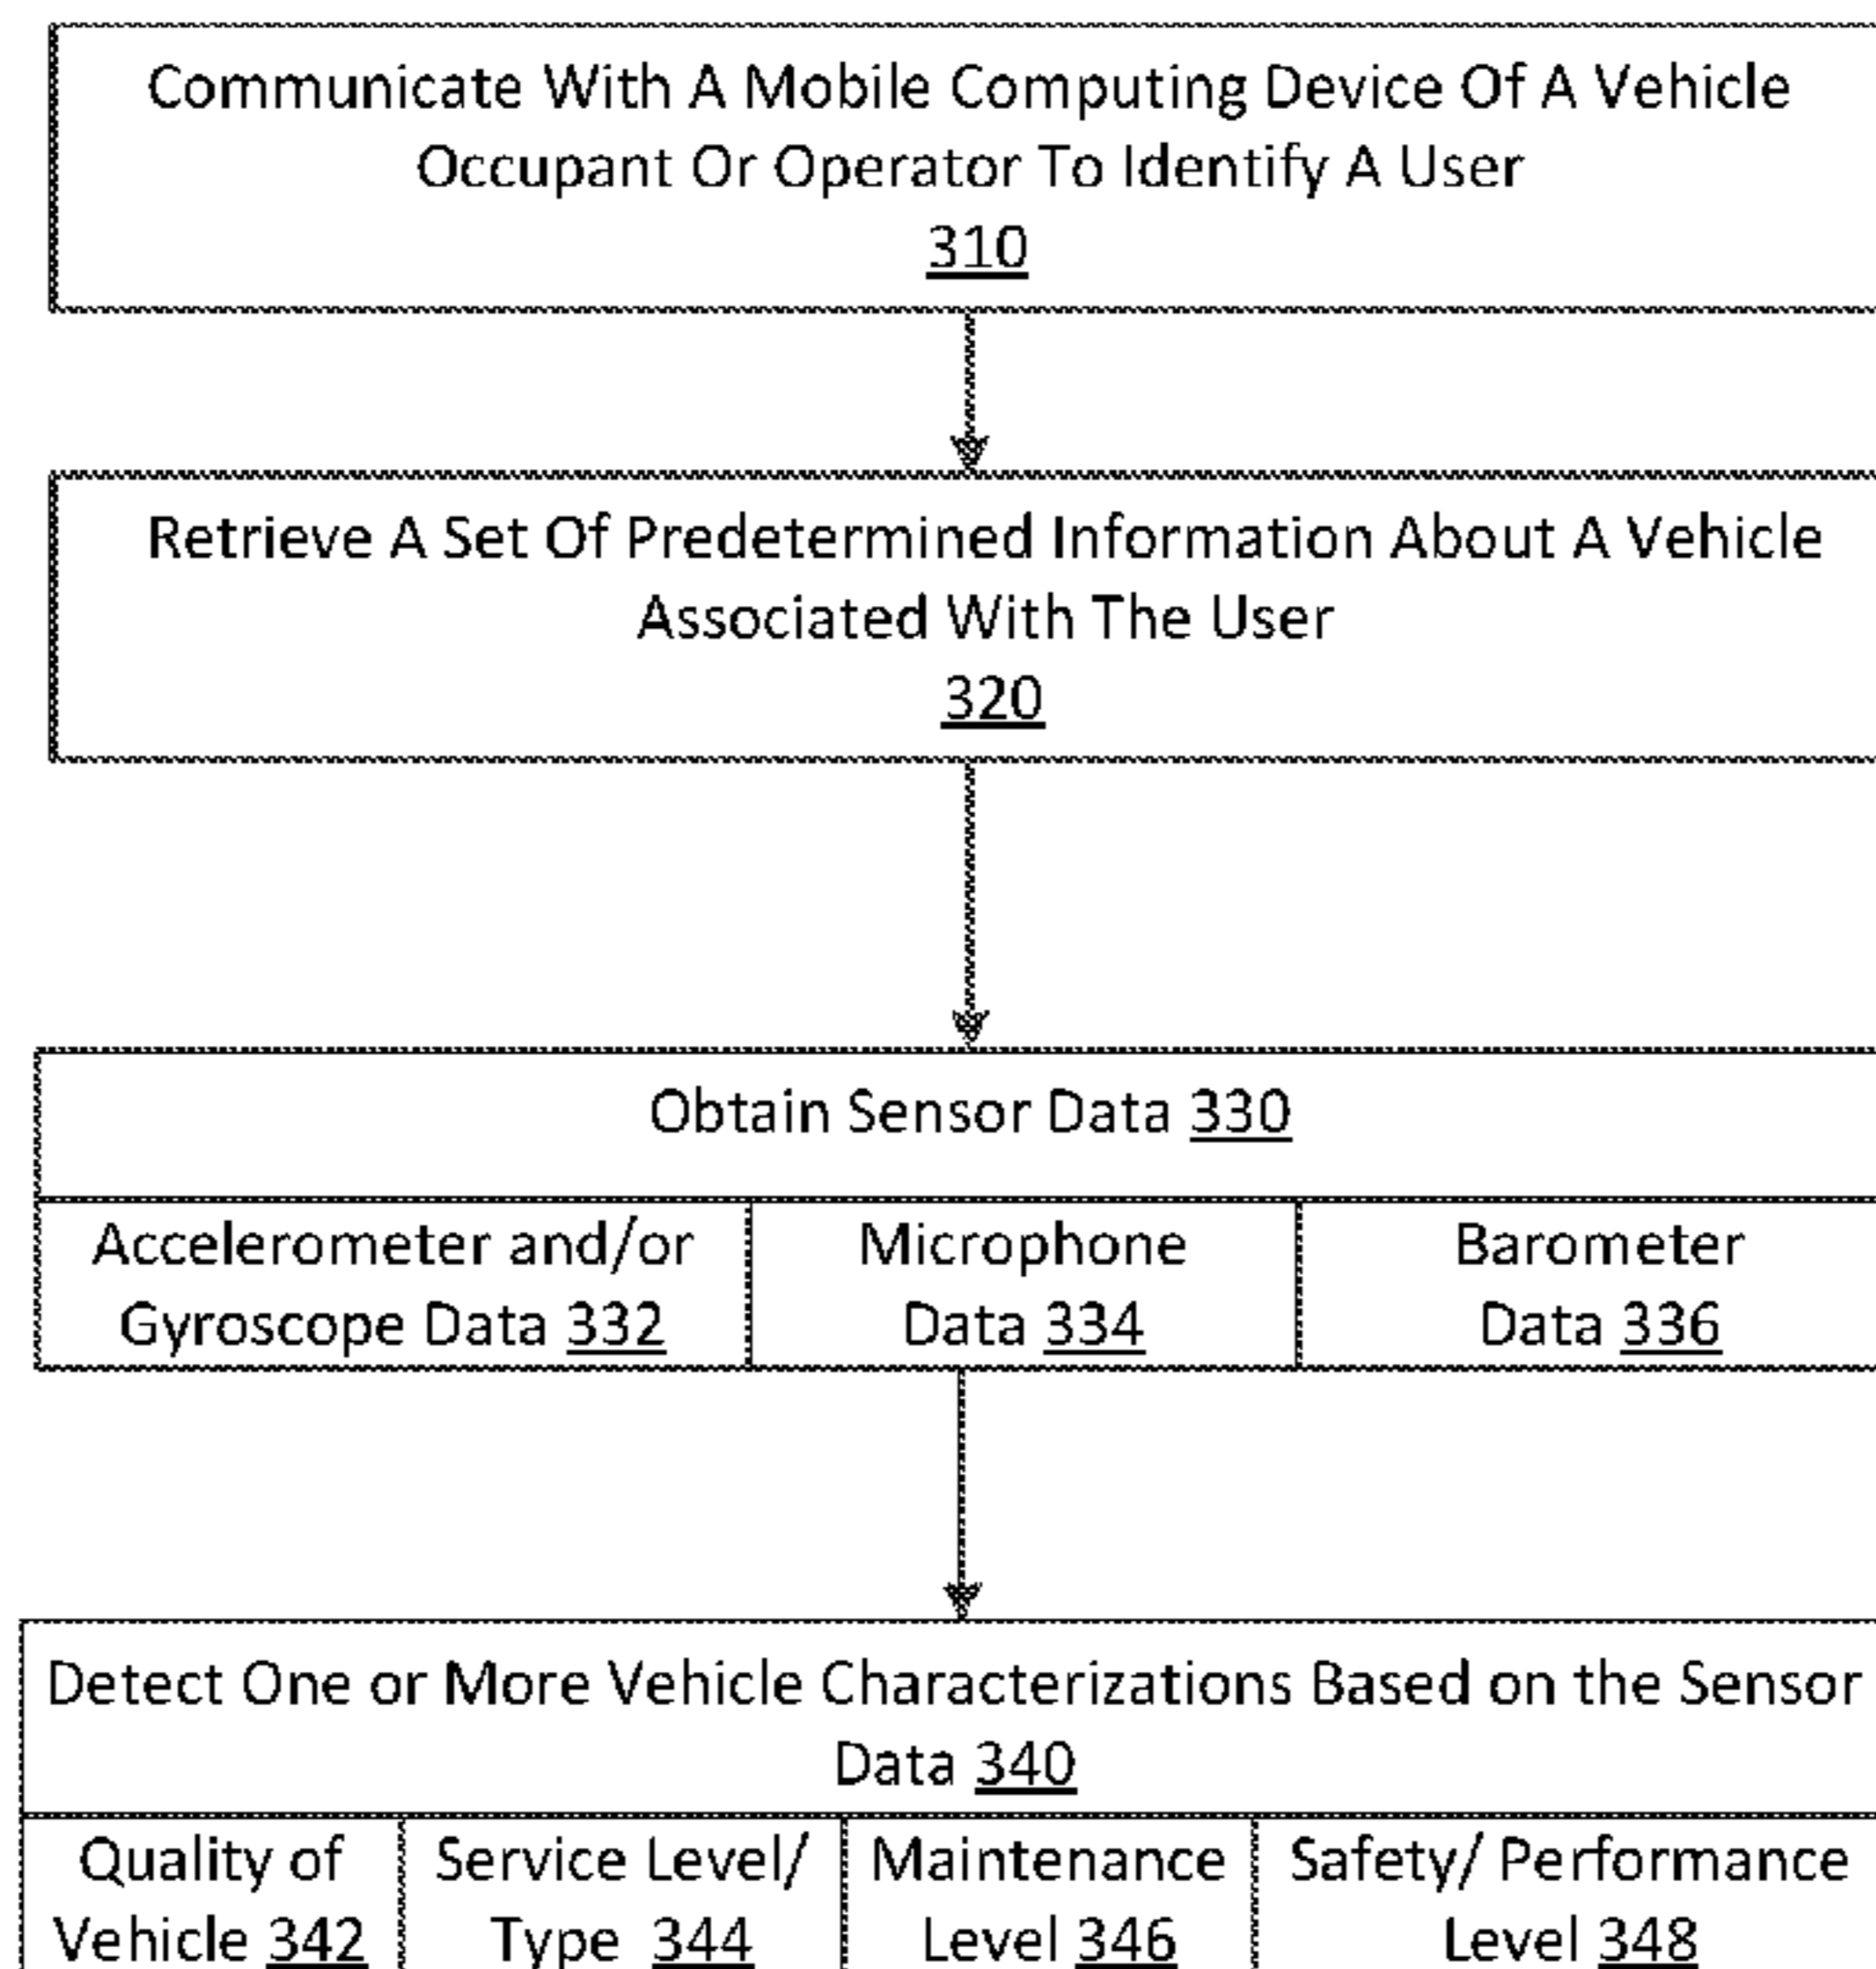 Communicate With A Mobile Computing Device Of A Vehicle
Occupant Or Operator To Identify A User
310
Retrieve A Set Of Predetermined Information About A Vehicle
Associated With The User
320
Obtain Sensor Data 330
Accelerometer and/or
Gyroscope Data 332
Microphone
Data 334
Barometer
Data 336
Detect One or More Vehicle Characterizations Based on the Sensor
Data 340
Quality of
Vehicle 342
Service Level/
Type 344
Maintenance
Level 346
Safety/ Performance
Level 348